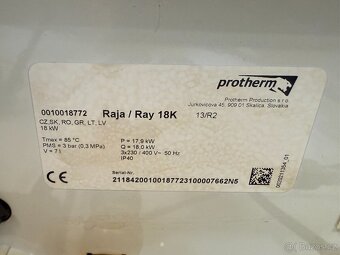 protherm
Protherm Production s.r.o.
Jurkovicova 45, 909 01 Skalica, Slovakia
0010018772 Raja / Ray 18K 13/R2
CZ,SK, RO, GR, LT, LV
18 kW
Tmax = 85 °C P = 17,9 kW
PMS = 3 bar (0,3 MPa) Q = 18,0 kW
V = 7 l 3x230 / 400 V~ 50 Hz
IP40
Serial-Nr.
CE 21184200100187723100007662N5